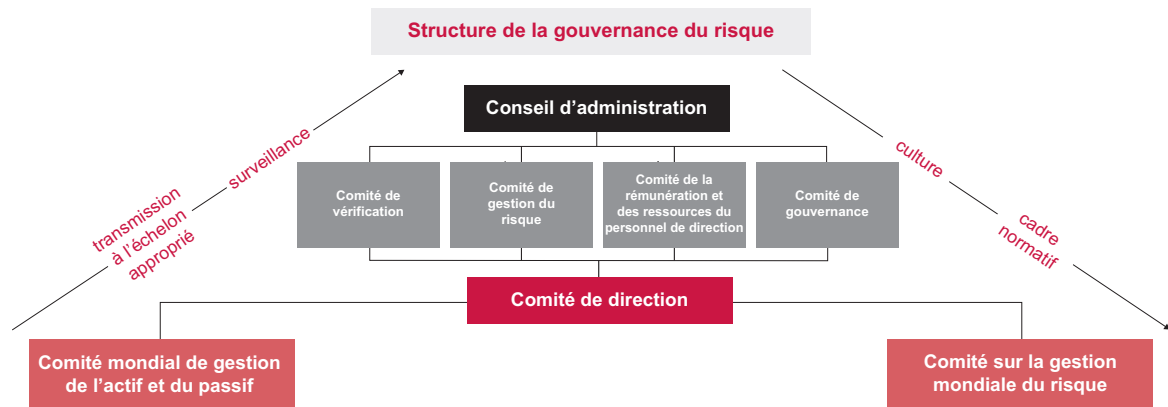 Structure de la gouvernance du risque
Conseil d’administration
surveillance
transmission
à l’échelon
approprié
culture
cadre
normatif
Comité de
vérification
Comité de
gestion du
risque
Comité de la
rémunération et
des ressources du
personnel de direction
Comité de
gouvernance
Comité de direction
Comité mondial de gestion
de l’actif et du passif
Comité sur la gestion
mondiale du risque